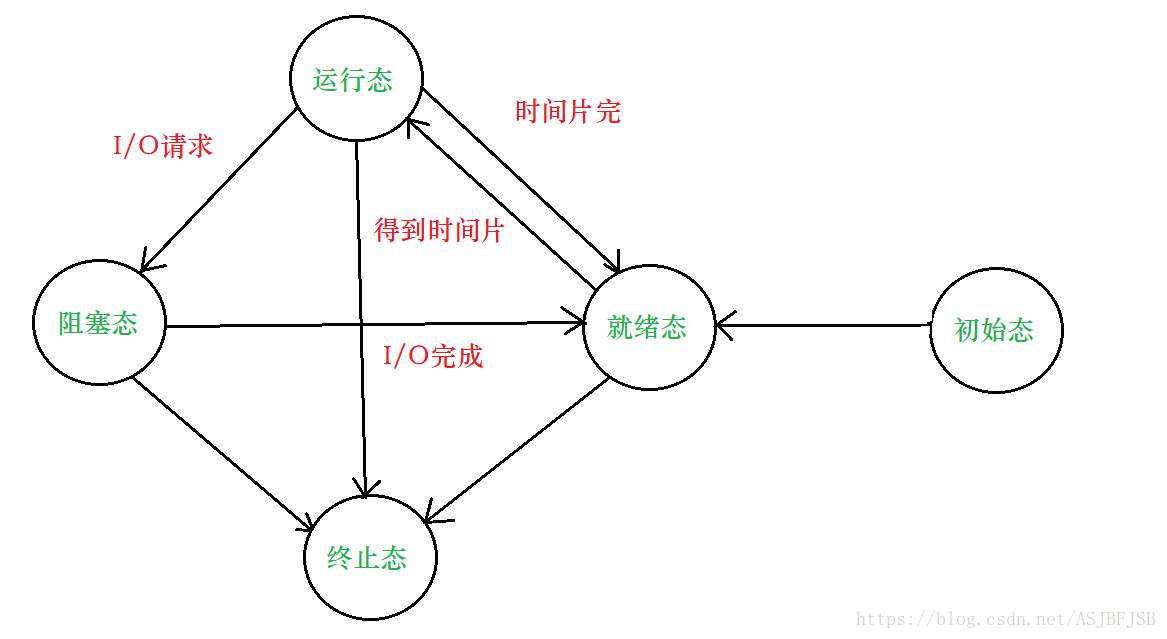 运行态
时间片完
I/O请求
得到时间片
阻塞态
就绪态
初始态
I/O完成
终止态
https://blog.csdn.net/ASJBFJSB